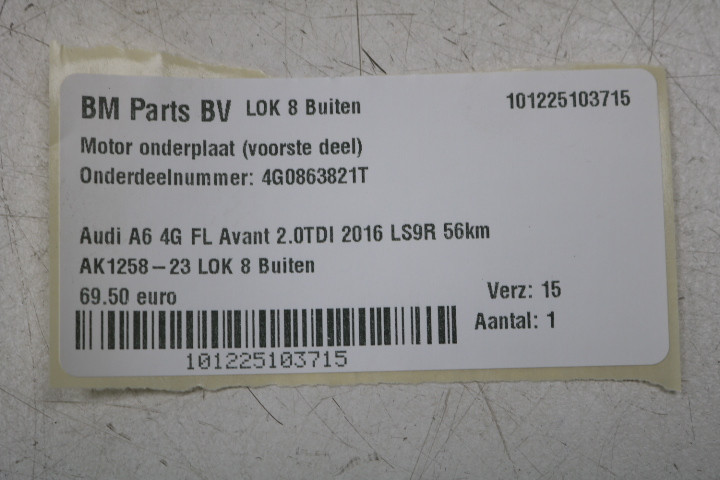 BM Parts BV LOK 8 Buiten 101225103715
Motor onderplaat (voorste deel)
Onderdeelnummer: 4G0863821T
Audi A6 4G FL Avant 2.0TDI 2016 LS9R 56km
AK1258-23 LOK 8 Buiten
69.50 euro Verz: 15
Aantal: 1
101225103715